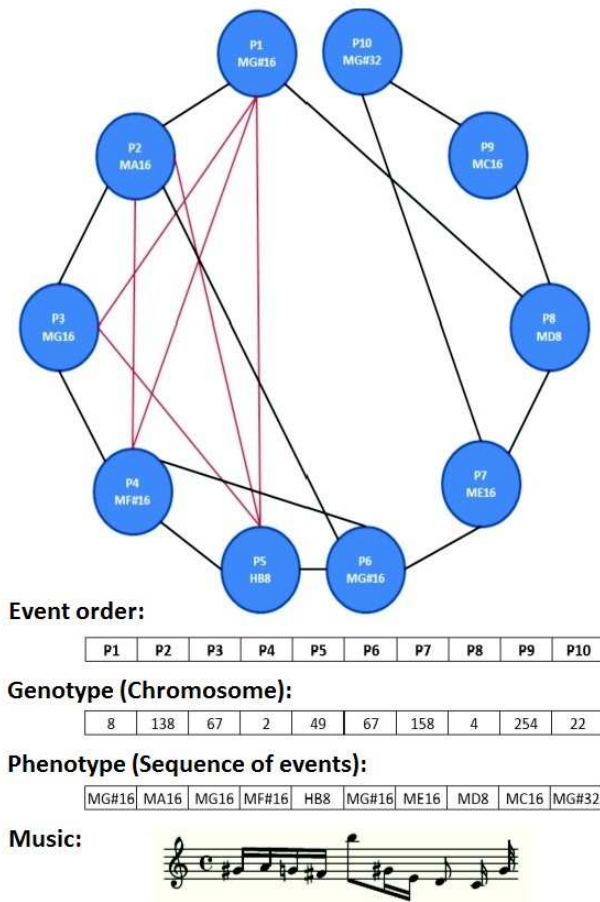 P1
MG#16
P10
MG#32
P2
MA16
P9
MC16
P3
MG16
P8
MD8
P4
MF#16
P7
ME16
P5
HB8
P6
MG#16
Event order:
P1 P2 P3 P4 P5 P6 P7 P8 P9 P10
Genotype (Chromosome):
8 138 67 2 49 67 158 4 254 22
Phenotype (Sequence of events):
MG#16 MA16 MG16 MF#16 HB8 MG#16 ME16 MD8 MC16 MG#32
Music: